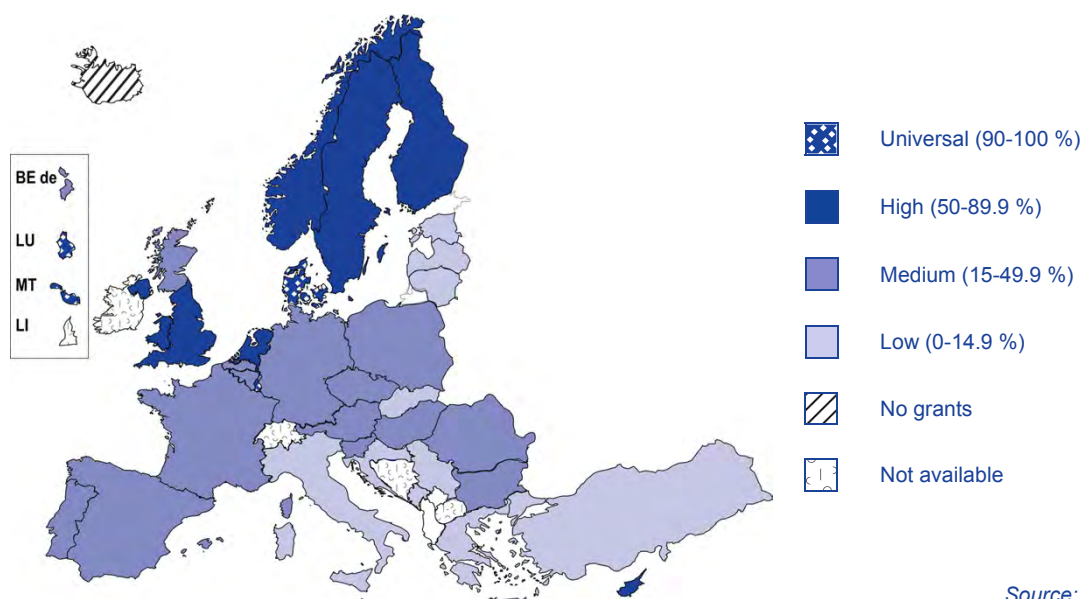 BE de
LU
MT
LI
Universal (90-100 %)
High (50-89.9 %)
Medium (15-49.9 %)
Low (0-14.9 %)
No grants
Not available
Source: